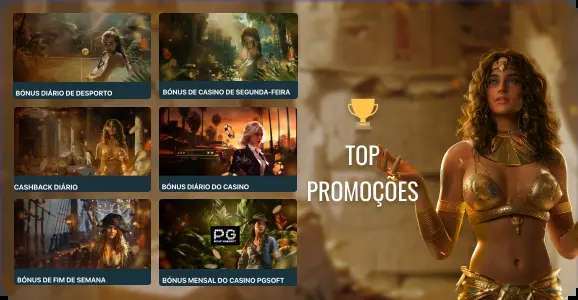 BÓNUS DIÁRIO DE DESPORTO
BÓNUS DE CASINO DE SEGUNDA-FEIRA
CASHBACK DIÁRIO
BÓNUS DIÁRIO DO CASINO
BÓNUS DE FIM DE SEMANA
PG
BÓNUS MENSAL DO CASINO PGSOFT
TOP
PROMOÇÕES